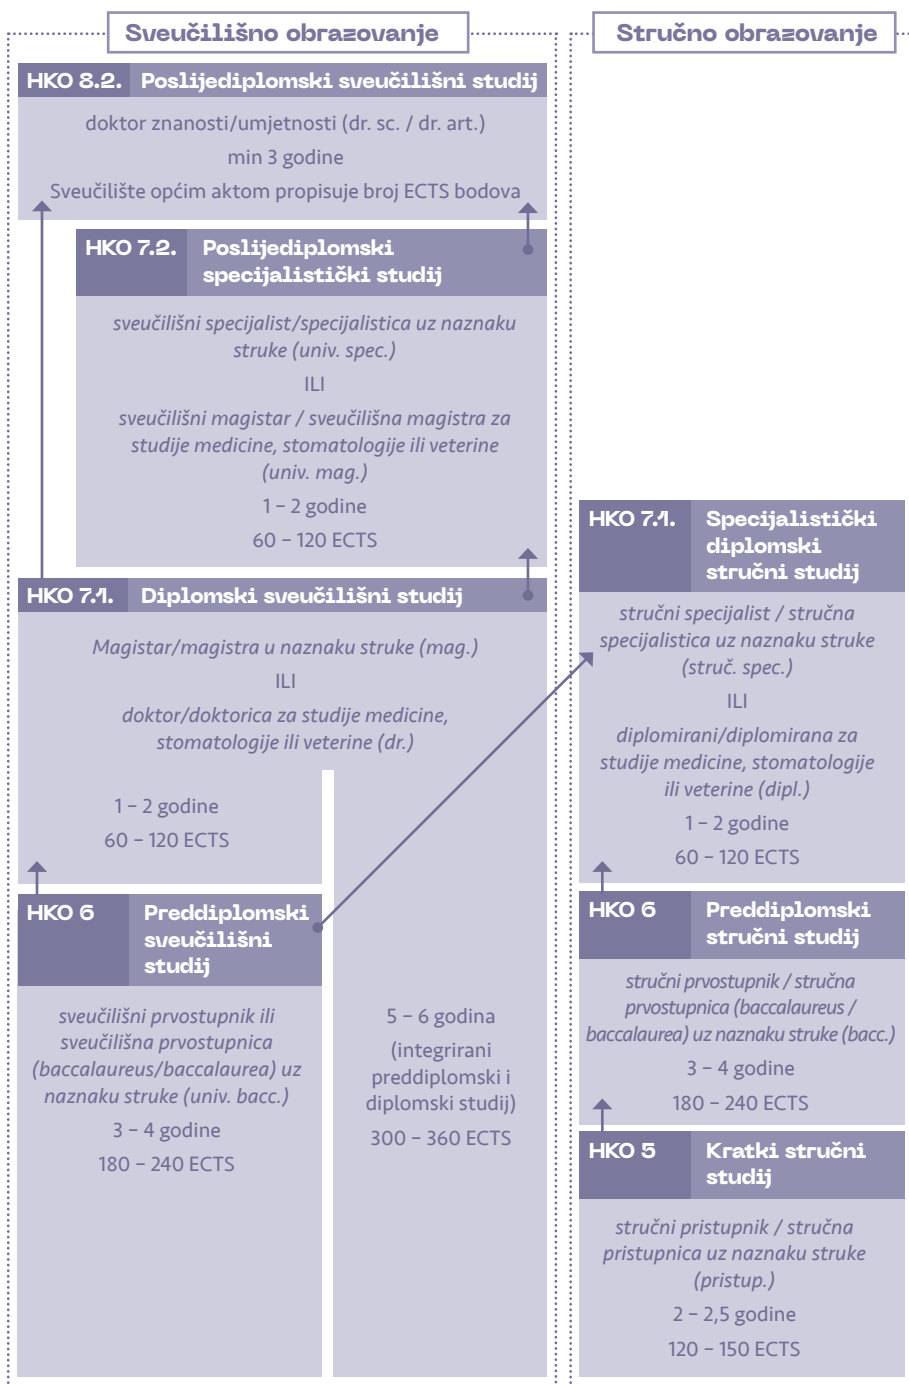 Sveučilišno obrazovanje
HKO 8.2. Poslijediplomski sveučilišni studij
doktor znanosti/umjetnosti (dr. sc. / dr. art.)
min 3 godine
Sveučilište općim aktom propisuje broj ECTS bodova
HKO 7.2. Poslijediplomski
specijalistički studij
sveučilišni specijalist/specijalistica uz naznaku
struke (univ. spec.)
ILI
sveučilišni magistar / sveučilišna magistra za
studije medicine, stomatologije ili veterine
(univ. mag.)
1 – 2 godine
60 – 120 ECTS
HKO 7.1. Diplomski sveučilišni studij
Magistar/magistra u naznaku struke (mag.)
ILI
doktor/doktorica za studije medicine,
stomatologije ili veterine (dr.)
1 – 2 godine
60 – 120 ECTS
HKO 6 Preddiplomski
sveučilišni
studij
sveučilišni prvostupnik ili
sveučilišna prvostupnica
(baccalaureus/baccalaurea) uz
naznaku struke (univ. bacc.)
3 – 4 godine
180 – 240 ECTS
5 – 6 godina
(integrirani
preddiplomski i
diplomski studij)
300 – 360 ECTS
Stručno obrazovanje
HKO 7.1. Specijalistički
diplomski
stručni studij
stručni specijalist / stručna
specijalistica uz naznaku struke
(struč. spec.)
ILI
diplomirani/diplomirana za
studije medicine, stomatologije
ili veterine (dipl.)
1 – 2 godine
60 – 120 ECTS
HKO 6 Preddiplomski
stručni studij
stručni prvostupnik / stručna
prvostupnica (baccalaureus /
baccalaurea) uz naznaku struke (bacc.)
3 – 4 godine
180 – 240 ECTS
HKO 5 Kratki stručni
studij
stručni pristupnik / stručna
pristupnica uz naznaku struke
(pristup.)
2 – 2,5 godine
120 – 150 ECTS